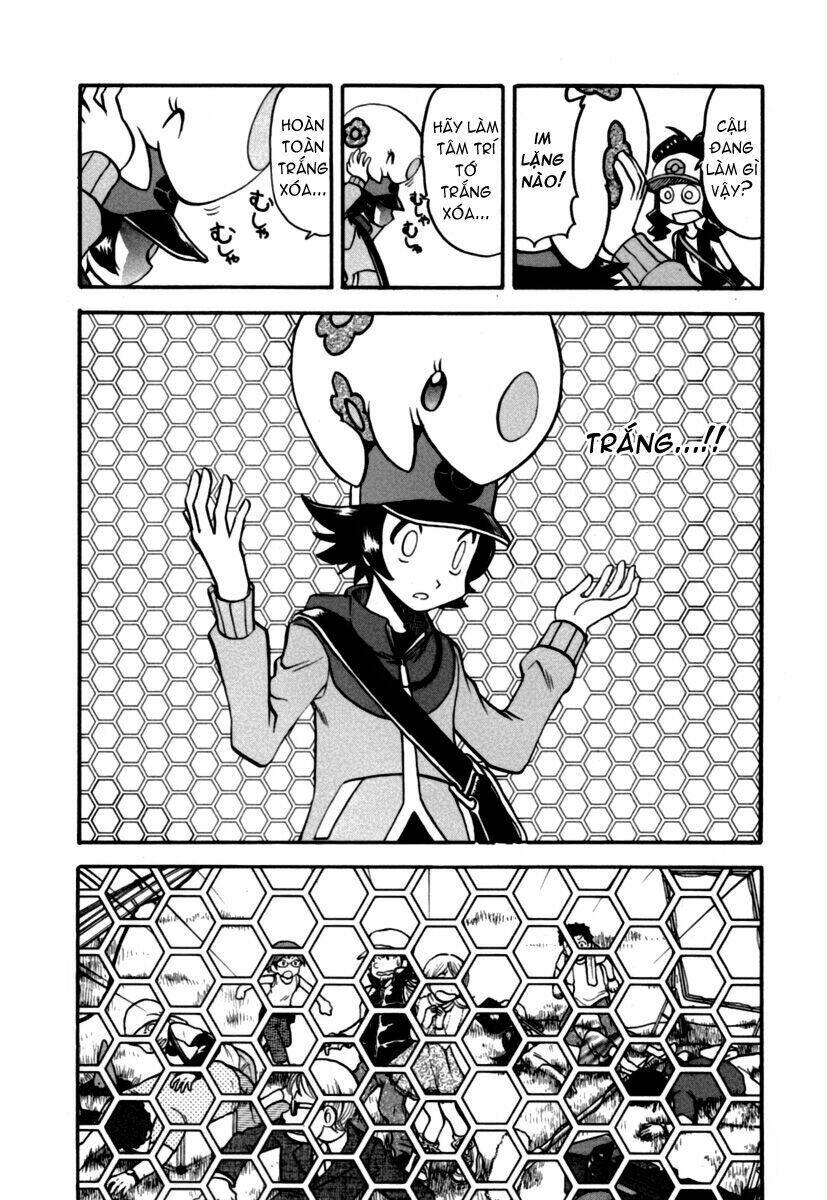 CẬU
ĐANG
LÀM GÌ
VẬY?
IM
LẶNG
NÀO!
HÃY LÀM
TÂM TRÍ
TỚ
TRẮNG
XÓA...
むしゃ
むしゃ
HOÀN
TOÀN
TRẮNG
XÓA...
むしゃ
むしゃ
TRẮNG...!!